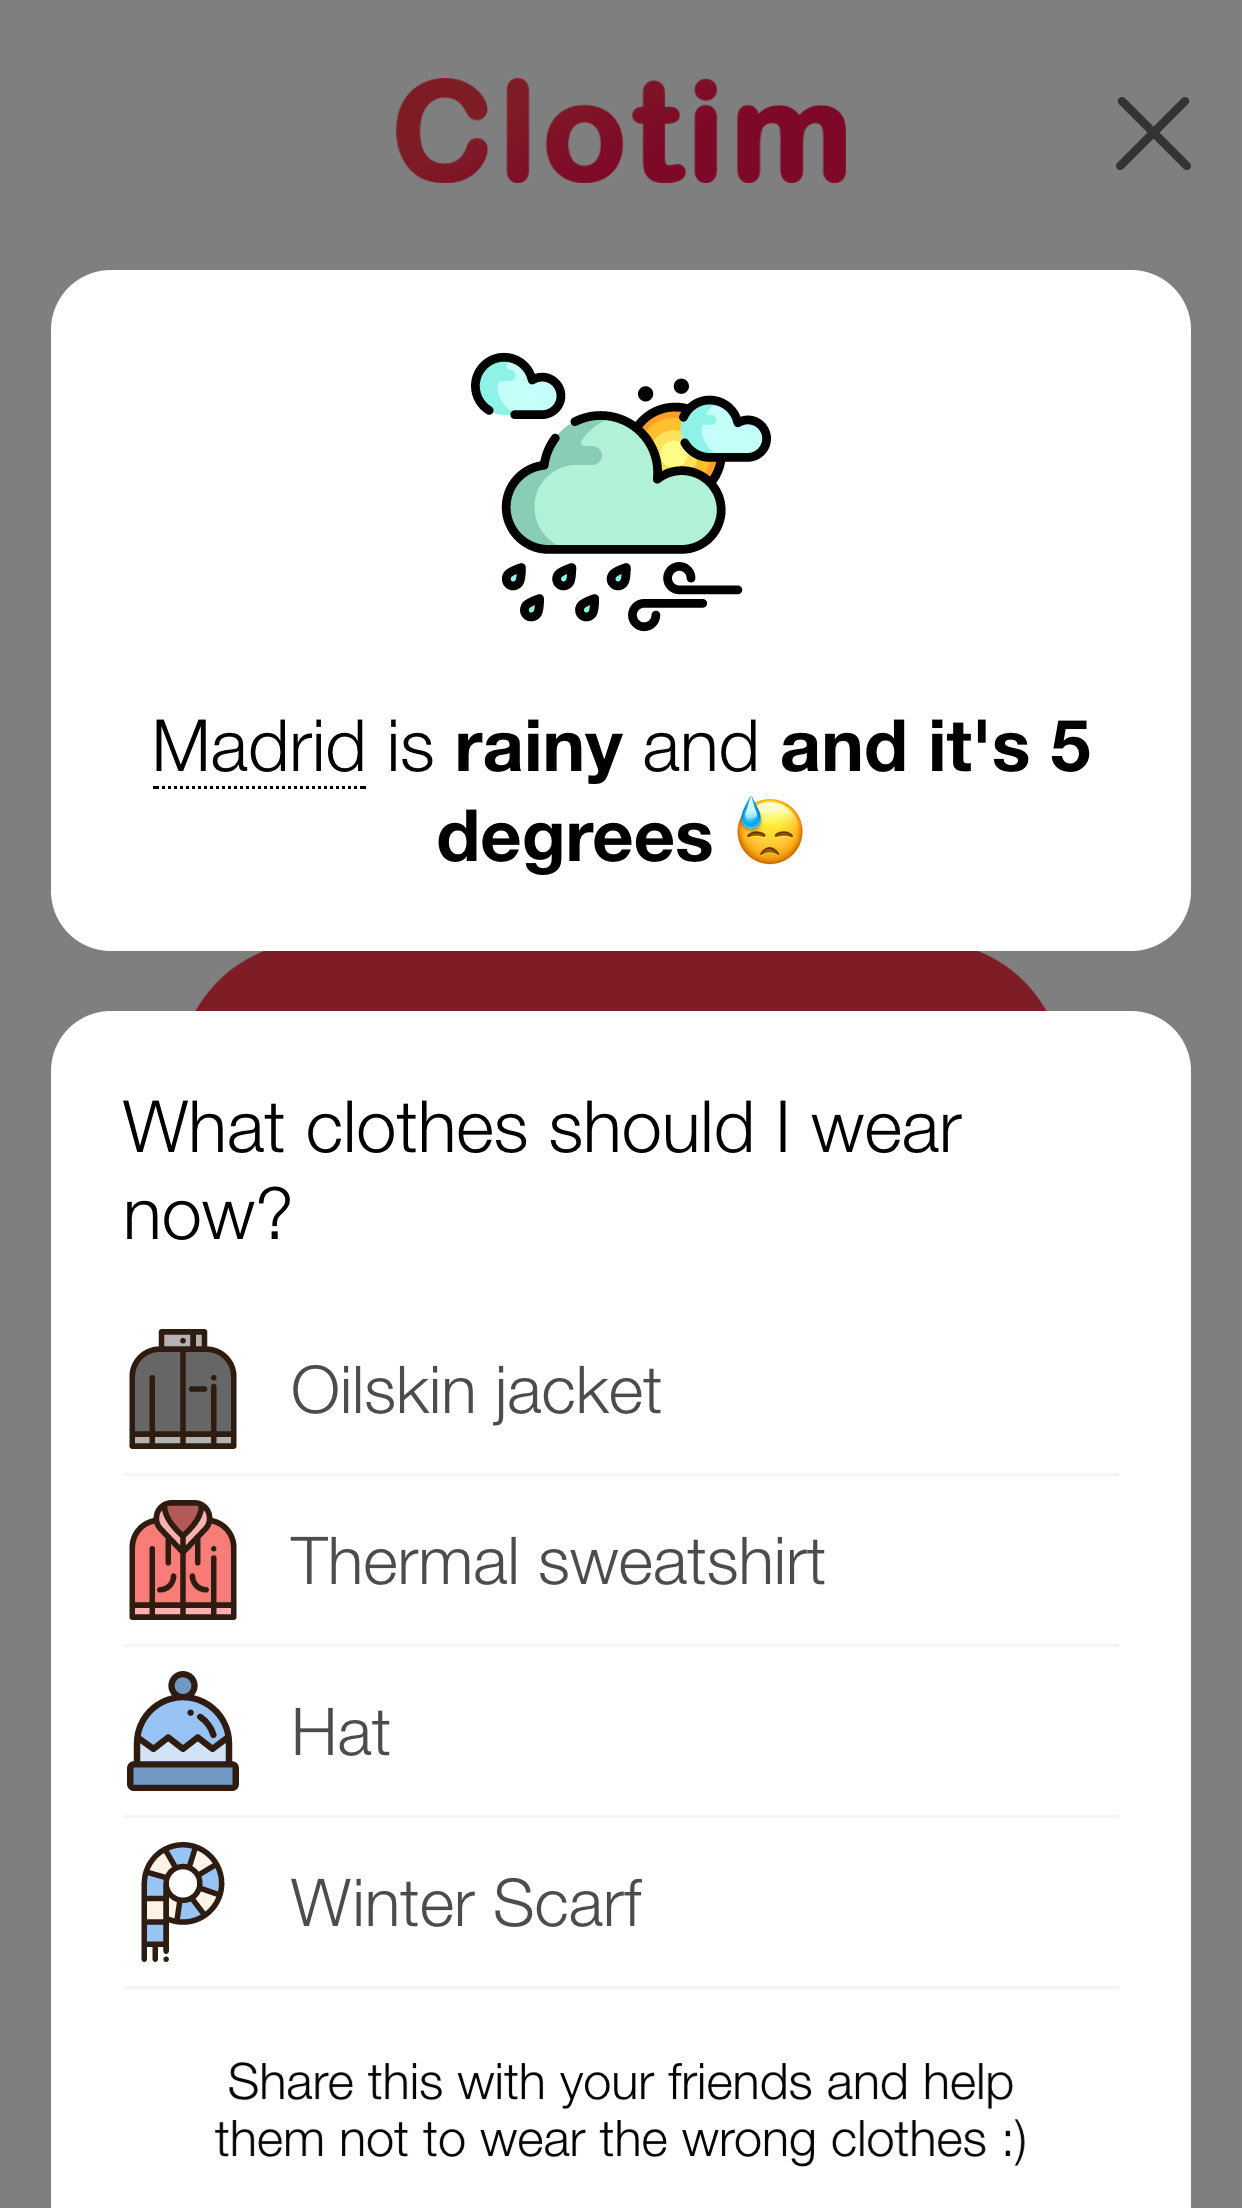 Clotim
Madrid is rainy and and it's 5
degrees 😓
What clothes should I wear
now?
Oilskin jacket
Thermal sweatshirt
Hat
Winter Scarf
Share this with your friends and help
them not to wear the wrong clothes :)